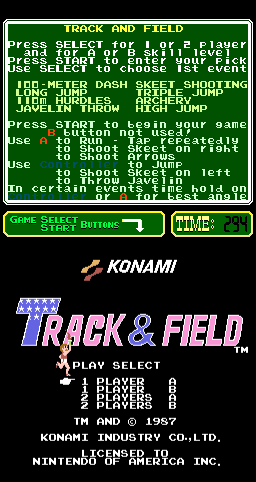 TRACK AND FIELD
Press SELECT for 1 or 2 player
and for A or B skill level
Press START to enter your pick
Use SELECT to choose 1st event
100-METER DASH SKEET SHOOTING
LONG JUMP TRIPLE JUMP
110m HURDLES ARCHERY
JAVELIN THROW HIGH JUMP
Press START to begin your game
B button not used!
Use A to Run - Tap repeatedly
to Shoot Skeet on right
to Shoot Arrows
Use to Jump
to Shoot Skeet on left
to Throw Javelin
In certain events time hold on
or A for best angle
GAME SELECT
START BUTTONS
TIME: 294
KONAMI
TRACK & FIELD
TM
PLAY SELECT
1 PLAYER A
1 PLAYER B
2 PLAYERS A
2 PLAYERS B
TM AND © 1987
KONAMI INDUSTRY CO.,LTD.
LICENSED TO
NINTENDO OF AMERICA INC.